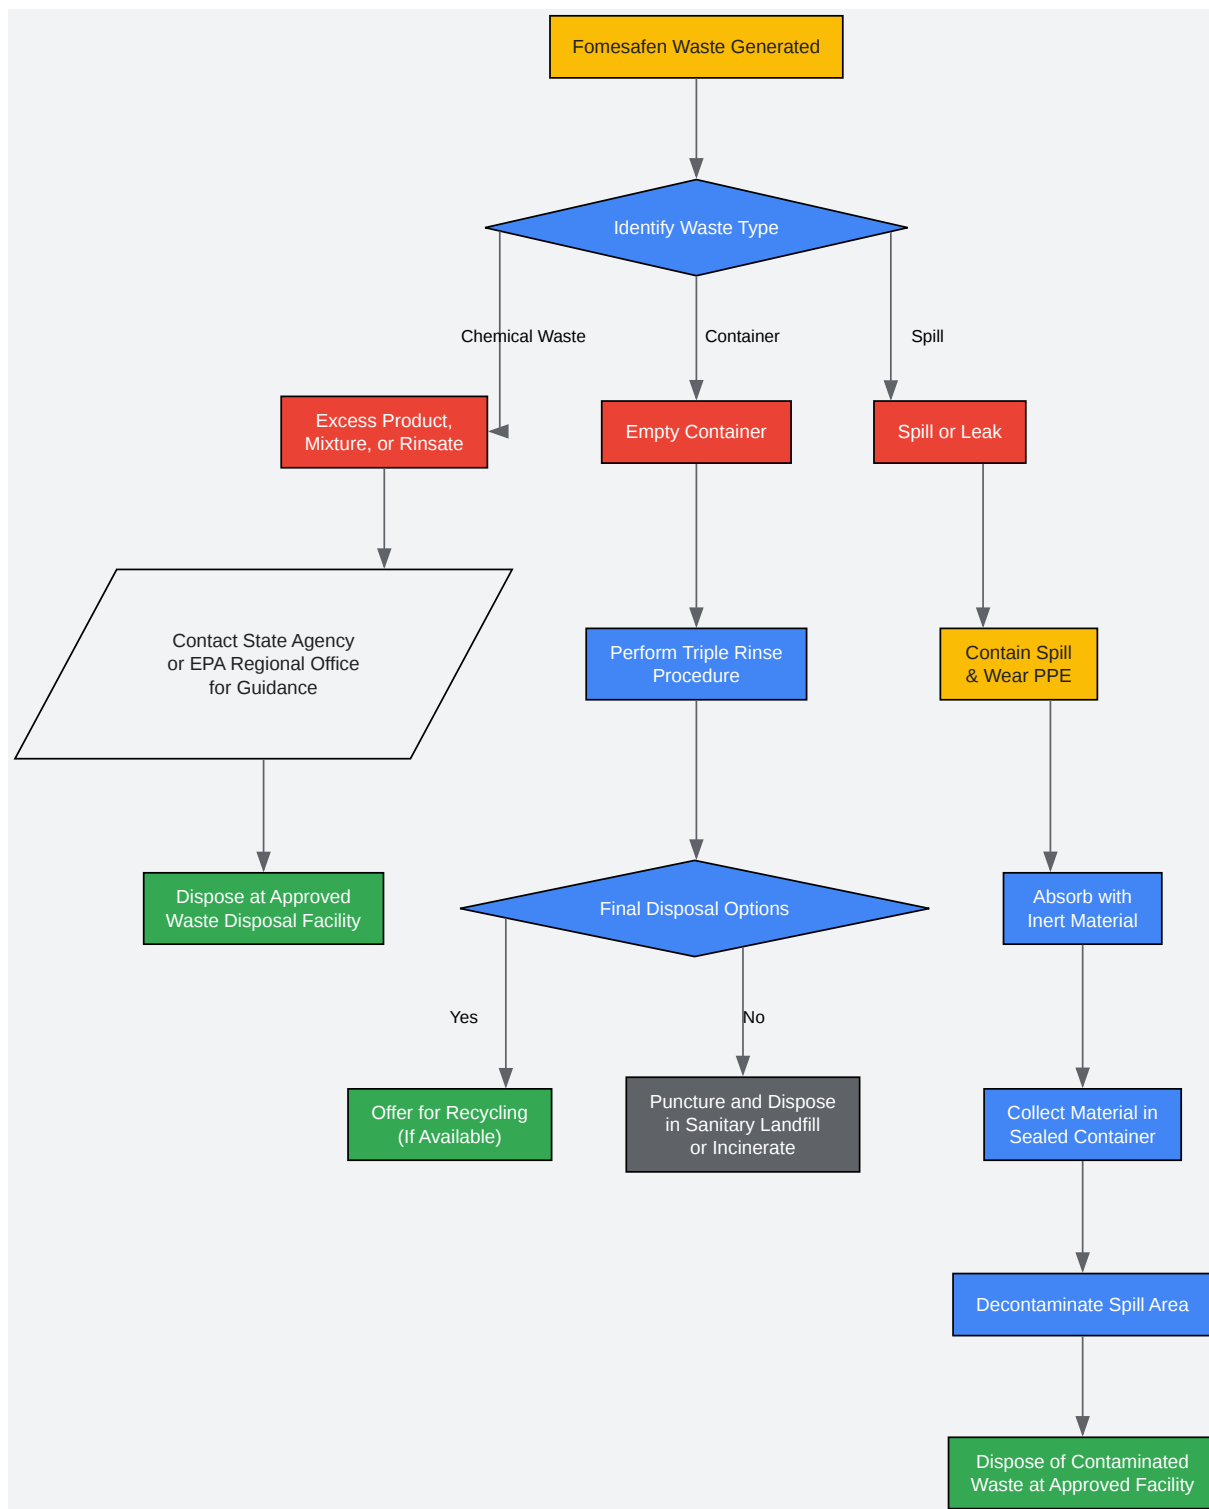 Fomesafen Waste Generated
Identify Waste Type
Chemical Waste
Container
Spill
Excess Product,
Mixture, or Rinsate
Empty Container
Spill or Leak
Contact State Agency
or EPA Regional Office
for Guidance
Perform Triple Rinse
Procedure
Contain Spill
& Wear PPE
Dispose at Approved
Waste Disposal Facility
Final Disposal Options
Absorb with
Inert Material
Yes
No
Offer for Recycling
(If Available)
Puncture and Dispose
in Sanitary Landfill
or Incinerate
Collect Material in
Sealed Container
Decontaminate Spill Area
Dispose of Contaminated
Waste at Approved Facility